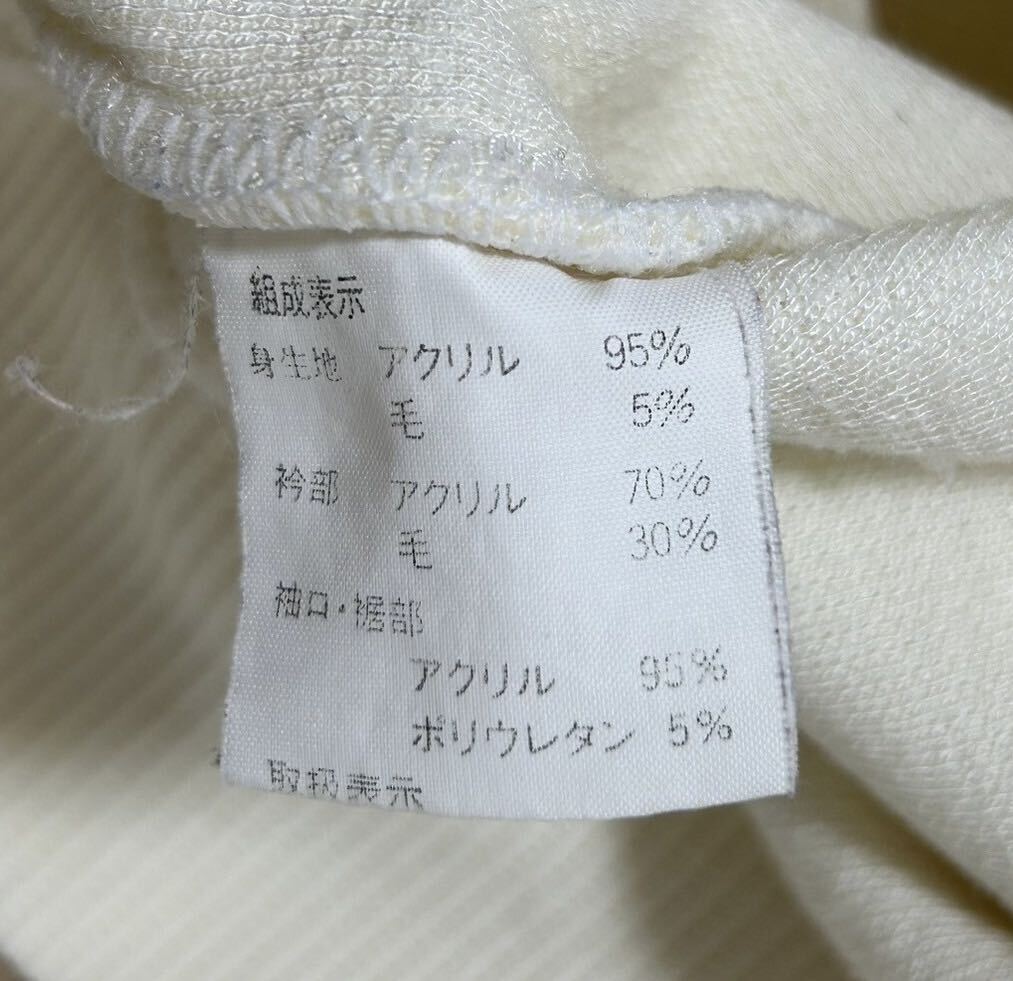 組成表示
身生地 アクリル 95%
毛 5%
衿部 アクリル 70%
毛 30%
袖口・裾部
アクリル 95%
ポリウレタン 5%
取扱表示